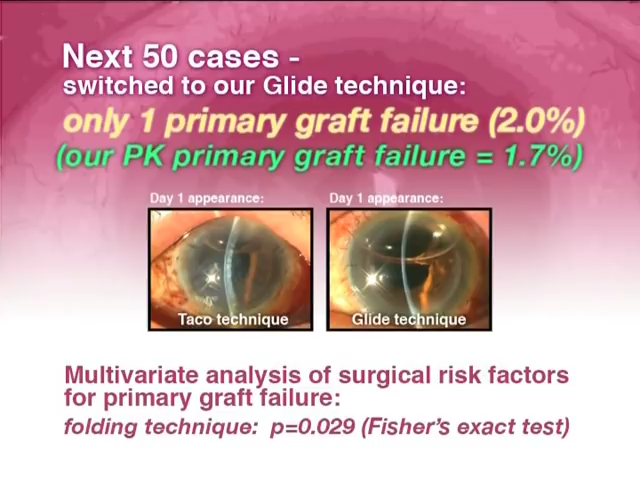 Next 50 cases -
switched to our Glide technique:
only 1 primary graft failure (2.0%)
(our PK primary graft failure = 1.7%)
Day 1 appearance:
Day 1 appearance:
Taco technique
Glide technique
Multivariate analysis of surgical risk factors
for primary graft failure:
folding technique: p=0.029 (Fisher's exact test)